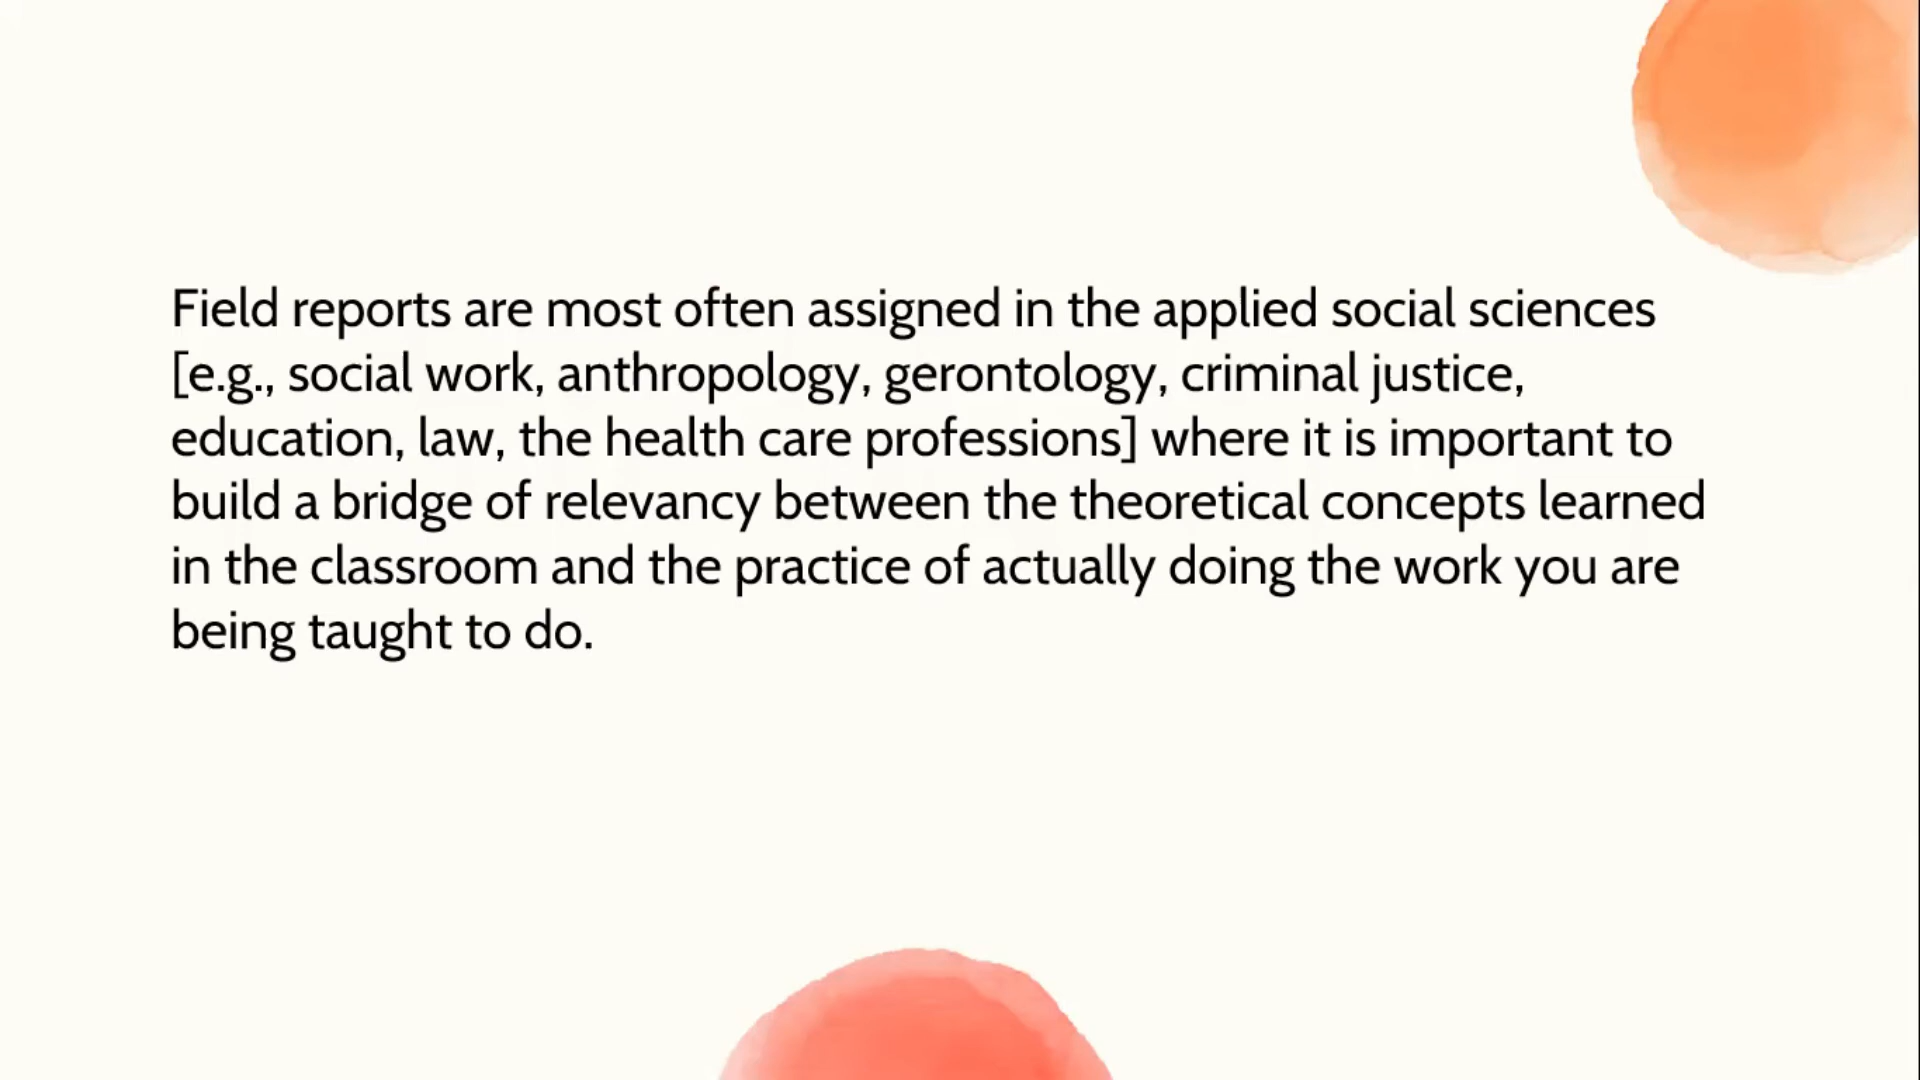 Field reports are most often assigned in the applied social sciences
[e.g., social work, anthropology, gerontology, criminal justice,
education, law, the health care professions] where it is important to
build a bridge of relevancy between the theoretical concepts learned
in the classroom and the practice of actually doing the work you are
being taught to do.